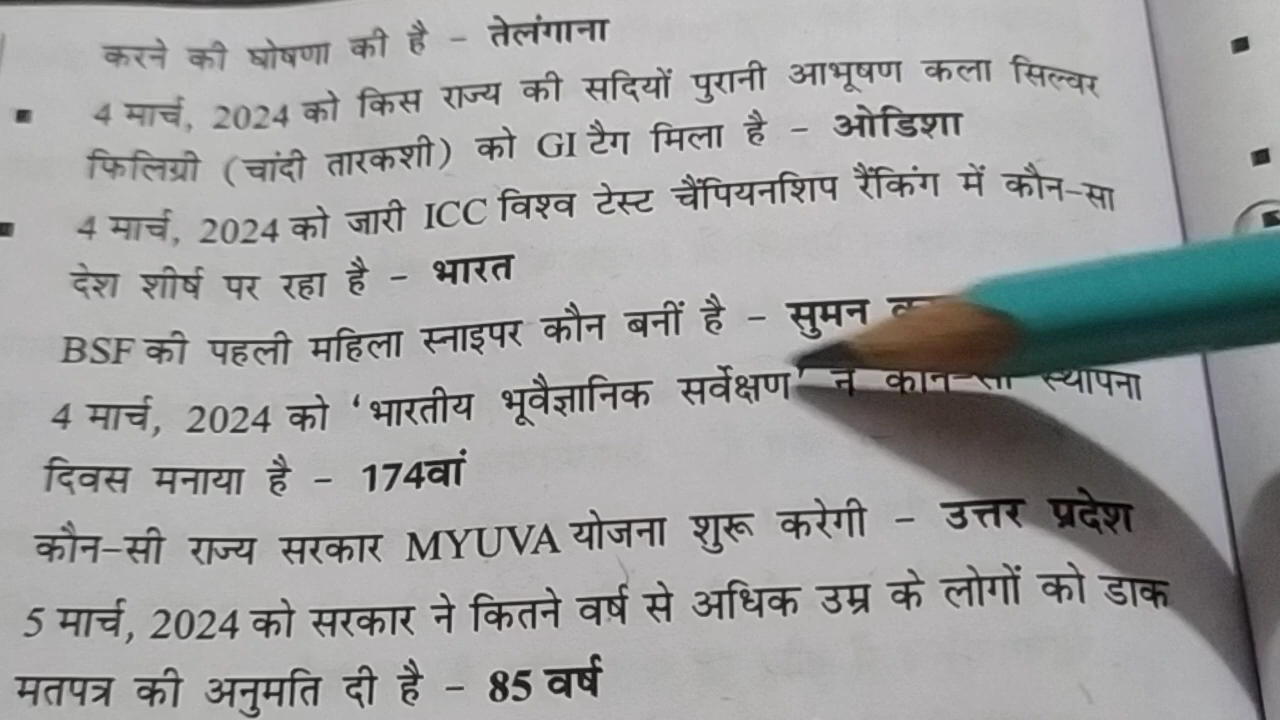 करने की घोषणा की है – तेलंगाना
4 मार्च, 2024 को किस राज्य की सदियों पुरानी आभूषण कला सिल्वर
फिलिग्री (चांदी तारकशी) को GI टैग मिला है – ओडिशा
4 मार्च, 2024 को जारी ICC विश्व टेस्ट चैंपियनशिप रैंकिंग में कौन-सा
देश शीर्ष पर रहा है – भारत
BSF की पहली महिला स्नाइपर कौन बनीं है – सुमन
4 मार्च, 2024 को ‘भारतीय भूवैज्ञानिक सर्वेक्षण’ ने कौन-सा स्थापना
दिवस मनाया है – 174वां
कौन-सी राज्य सरकार MYUVA योजना शुरू करेगी – उत्तर प्रदेश
5 मार्च, 2024 को सरकार ने कितने वर्ष से अधिक उम्र के लोगों को डाक
मतपत्र की अनुमति दी है – 85 वर्ष